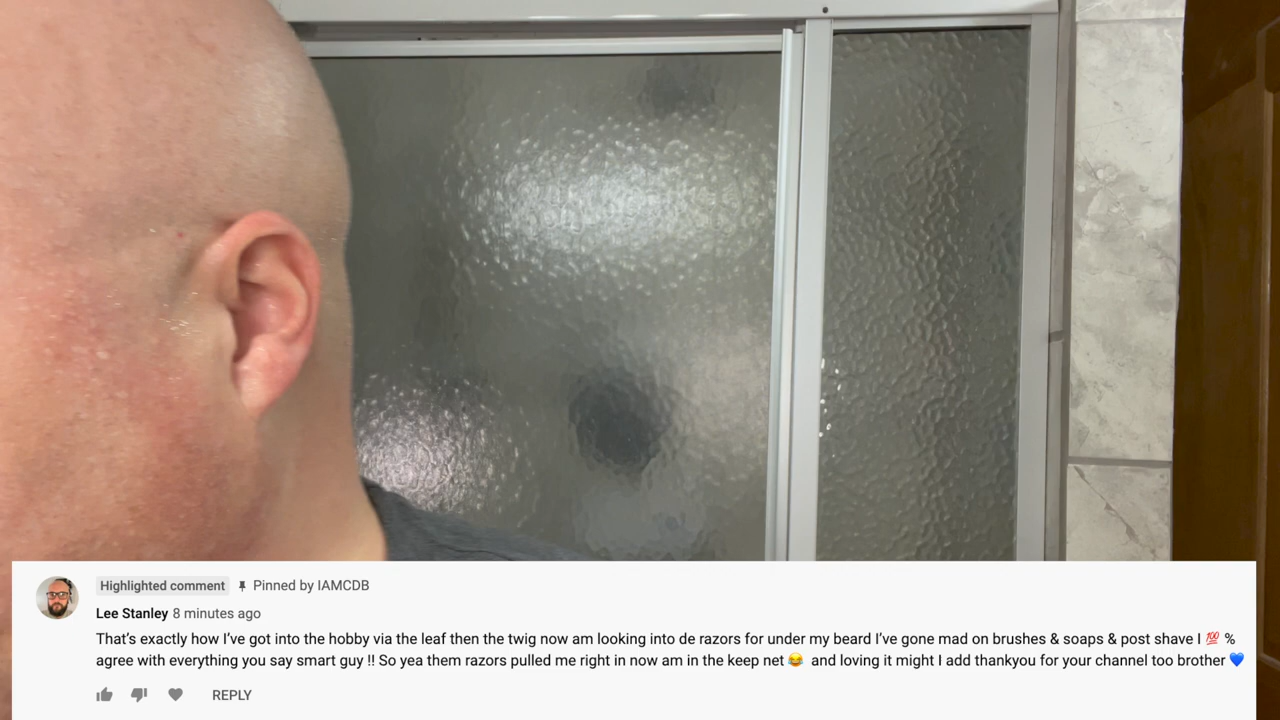 Highlighted comment 📌 Pinned by IAMCDB
Lee Stanley 8 minutes ago
That's exactly how I've got into the hobby via the leaf then the twig now am looking into de razors for under my beard I've gone mad on brushes & soaps & post shave I 💯 %
agree with everything you say smart guy !! So yea them razors pulled me right in now am in the keep net 😂 and loving it might I add thankyou for your channel too brother 💙
REPLY